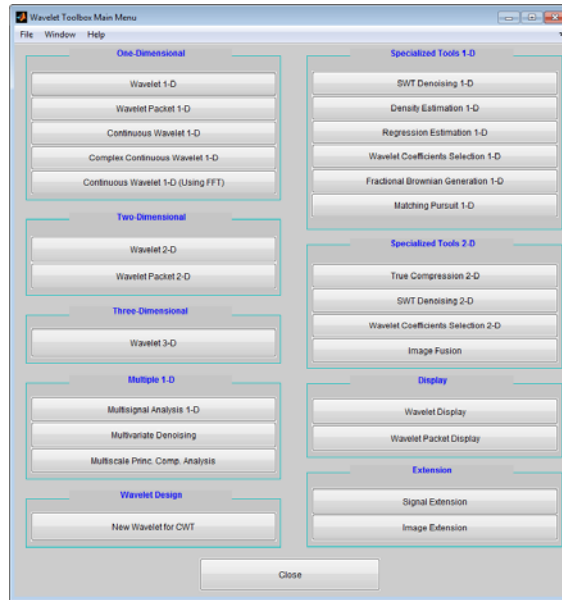 Wavelet Toolbox Main Menu
File Window Help
One-Dimensional
Wavelet 1-D
Wavelet Packet 1-D
Continuous Wavelet 1-D
Complex Continuous Wavelet 1-D
Continuous Wavelet 1-D (Using FFT)
Two-Dimensional
Wavelet 2-D
Wavelet Packet 2-D
Three-Dimensional
Wavelet 3-D
Multiple 1-D
Multisignal Analysis 1-D
Multivariate Denoising
Multiscale Princ. Comp. Analysis
Wavelet Design
New Wavelet for CWT
Specialized Tools 1-D
SWT Denoising 1-D
Density Estimation 1-D
Regression Estimation 1-D
Wavelet Coefficients Selection 1-D
Fractional Brownian Generation 1-D
Matching Pursuit 1-D
Specialized Tools 2-D
True Compression 2-D
SWT Denoising 2-D
Wavelet Coefficients Selection 2-D
Image Fusion
Display
Wavelet Display
Wavelet Packet Display
Extension
Signal Extension
Image Extension
Close